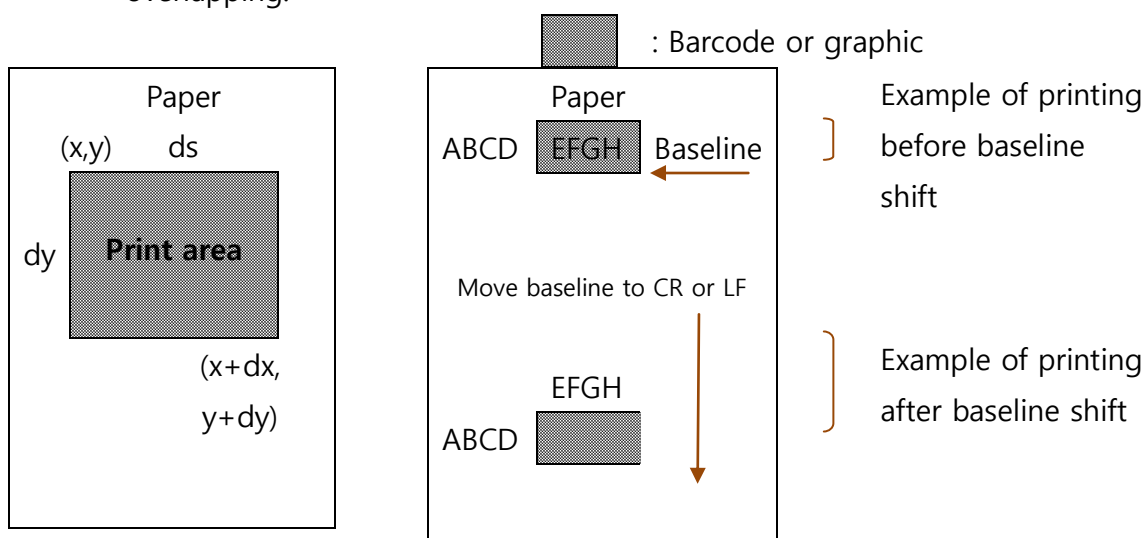 overlapping.
: Barcode or graphic
Paper
(x,y) ds
dy Print area
(x+dx,
y+dy)
Paper
ABCD EFGH Baseline
Move baseline to CR or LF
EFGH
ABCD
Example of printing
before baseline
shift
Example of printing
after baseline shift